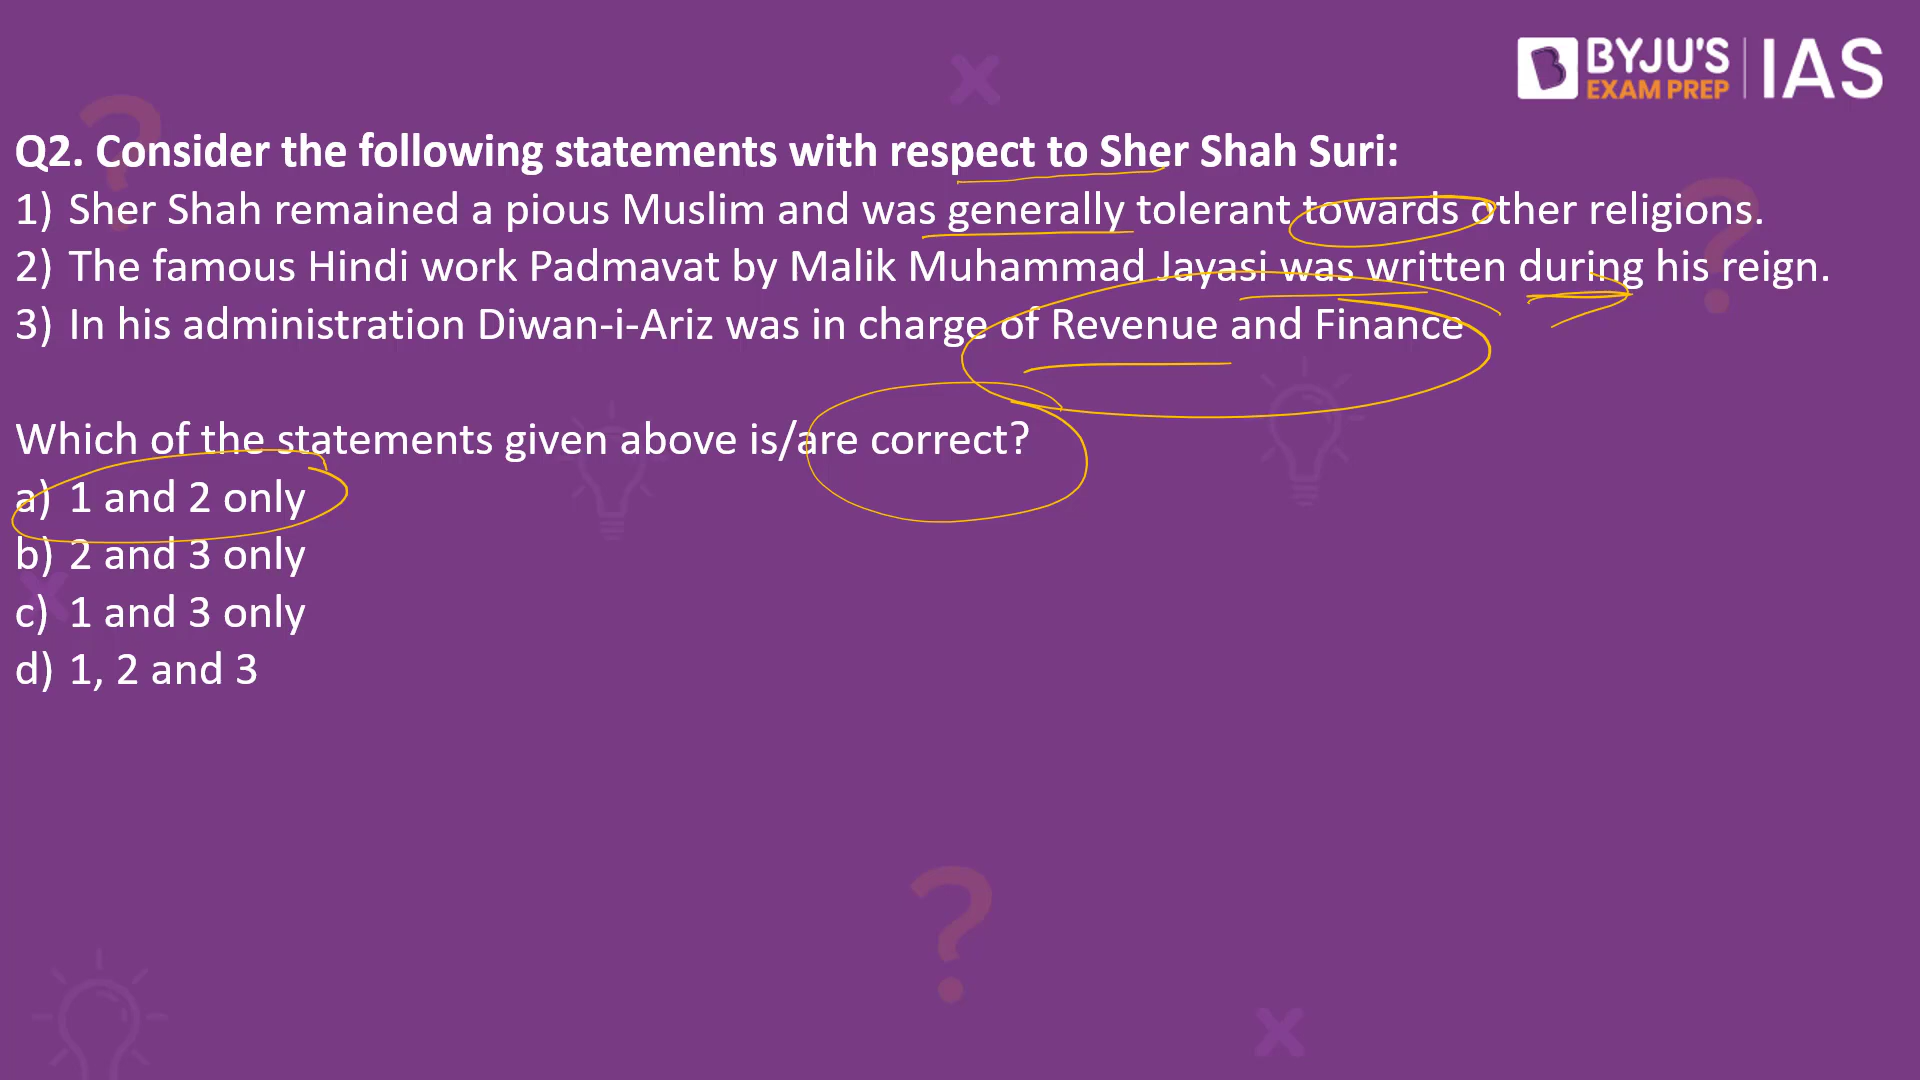 BYJU'S
EXAM PREP
IAS
Q2. Consider the following statements with respect to Sher Shah Suri:
1) Sher Shah remained a pious Muslim and was generally tolerant towards other religions.
2) The famous Hindi work Padmavat by Malik Muhammad Jayasi was written during his reign.
3) In his administration Diwan-i-Ariz was in charge of Revenue and Finance
Which of the statements given above is/are correct?
a) 1 and 2 only
b) 2 and 3 only
c) 1 and 3 only
d) 1, 2 and 3